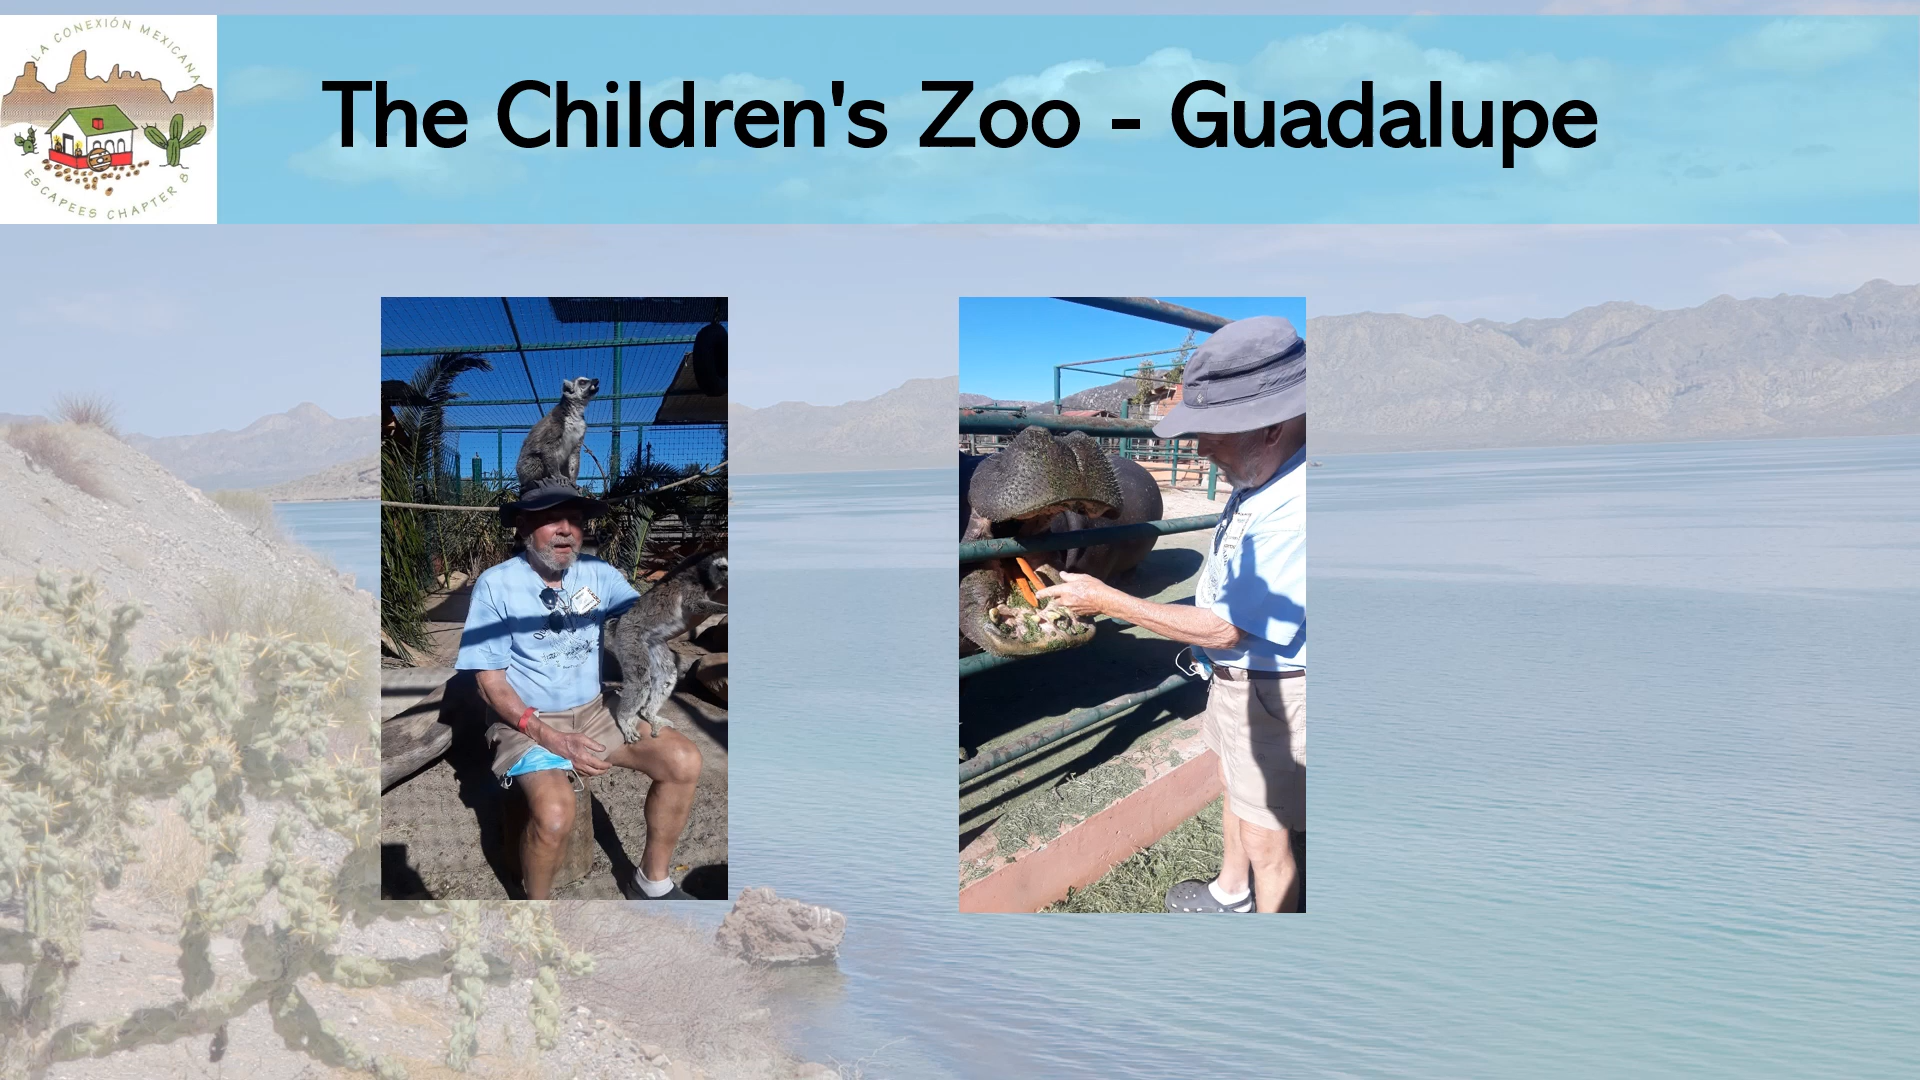 LA CONEXIÓN MEXICANA
The Children's Zoo - Guadalupe
ESCAPEES CHAPTER 8